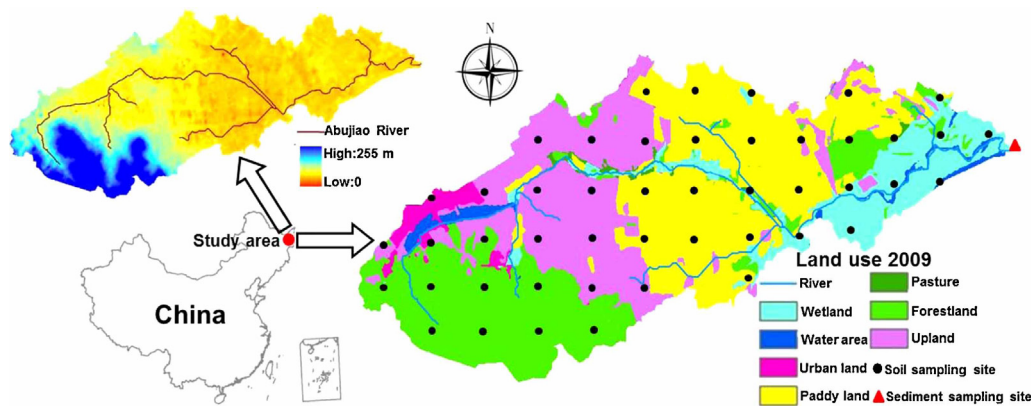 N
Abujiao River
High:255 m
Low:0
Study area
China
Land use 2009
River
Wetland
Water area
Urban land
Paddy land
Pasture
Forestland
Upland
Soil sampling site
Sediment sampling site